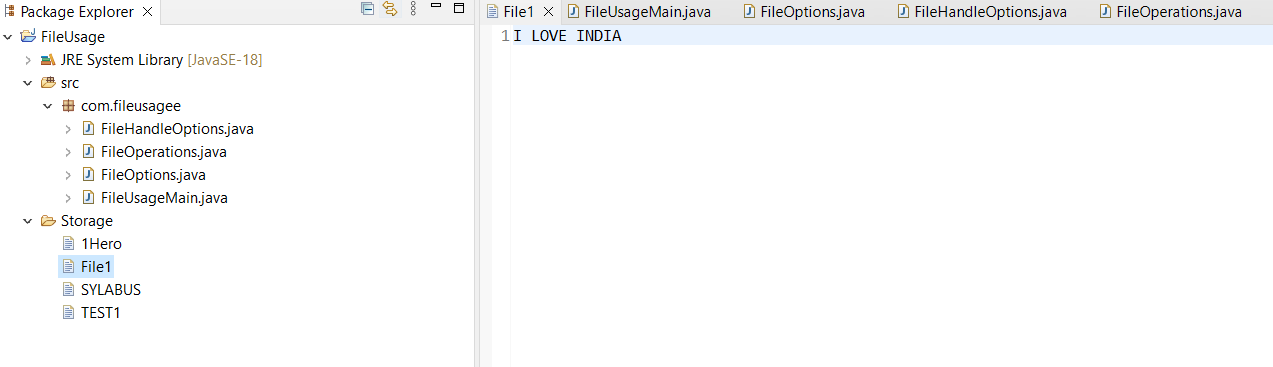 Package Explorer
FileUsage
JRE System Library [JavaSE-18]
src
com.fileusagee
FileHandleOptions.java
FileOperations.java
FileOptions.java
FileUsageMain.java
Storage
1Hero
File1
SYLABUS
TEST1
File1 FileUsageMain.java FileOptions.java FileHandleOptions.java FileOperations.java
1 I LOVE INDIA